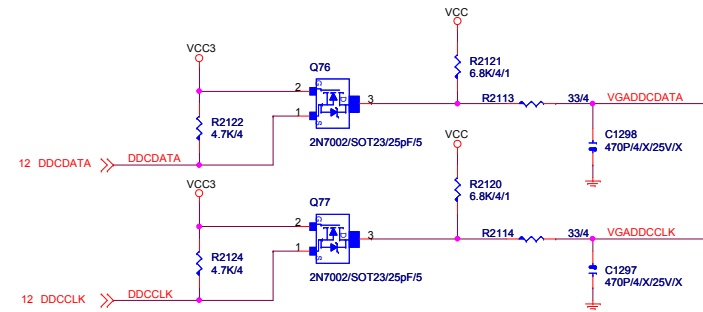 VCC
VCC3
Q76
R2121
6.8K/4/1
2
G
D
3
R2113
33/4
VGADDCDATA
R2122
4.7K/4
1
S
C1298
470P/4/X/25V/X
2N7002/SOT23/25pF/5
VCC
12 DDCDATA
DDCDATA
VCC3
Q77
R2120
6.8K/4/1
2
G
D
3
R2114
33/4
VGADDCCLK
R2124
4.7K/4
1
S
C1297
470P/4/X/25V/X
2N7002/SOT23/25pF/5
12 DDCCLK
DDCCLK